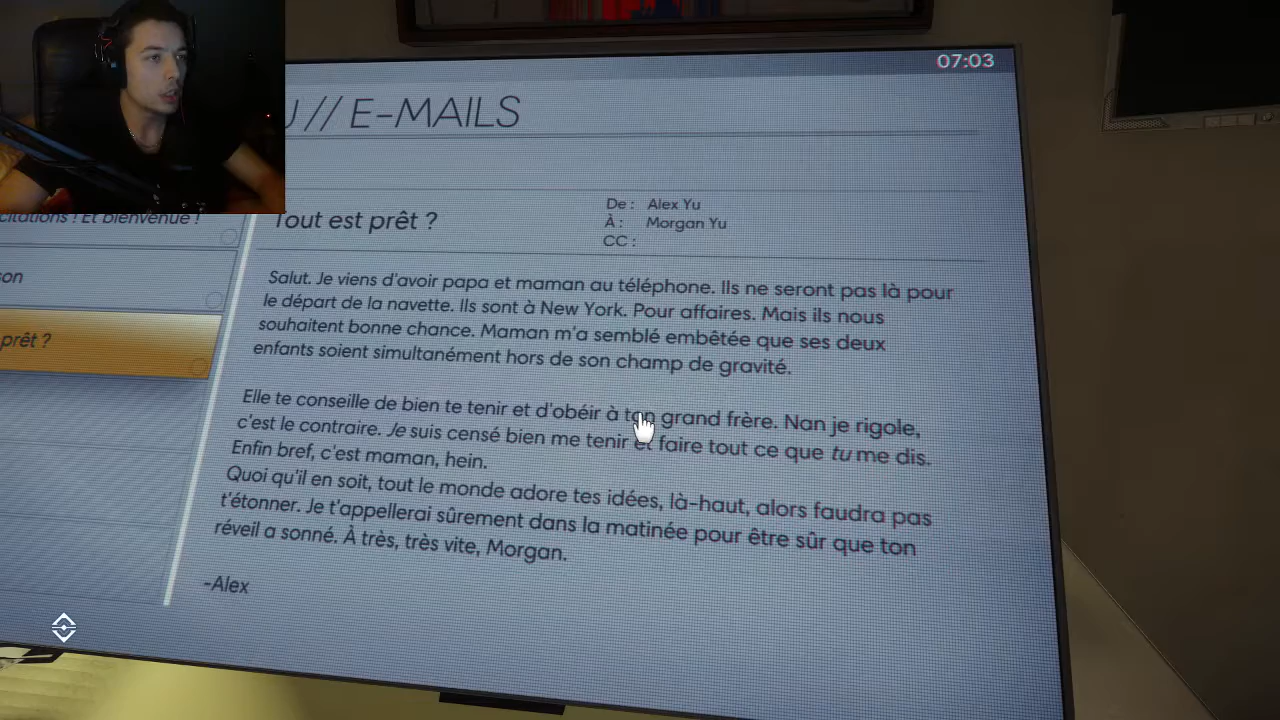 07:03
// E-MAILS
citations ! Et bienvenue !
son
prêt ?
Tout est prêt ?
De : Alex Yu
À : Morgan Yu
CC :
Salut. Je viens d'avoir papa et maman au téléphone. Ils ne seront pas là pour
le départ de la navette. Ils sont à New York. Pour affaires. Mais ils nous
souhaitent bonne chance. Maman m'a semblé embêtée que ses deux
enfants soient simultanément hors de son champ de gravité.
Elle te conseille de bien te tenir et d'obéir à ton grand frère. Nan je rigole,
c'est le contraire. Je suis censé bien me tenir et faire tout ce que tu me dis.
Enfin bref, c'est maman, hein.
Quoi qu'il en soit, tout le monde adore tes idées, là-haut, alors faudra pas
t'étonner. Je t'appellerai sûrement dans la matinée pour être sûr que ton
réveil a sonné. À très, très vite, Morgan.
-Alex